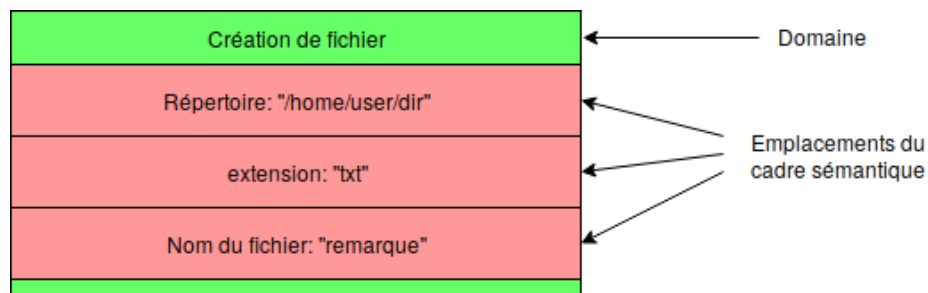 Création de fichier
Domaine
Répertoire: "/home/user/dir"
Emplacements du
cadre sémantique
extension: "txt"
Nom du fichier: "remarque"